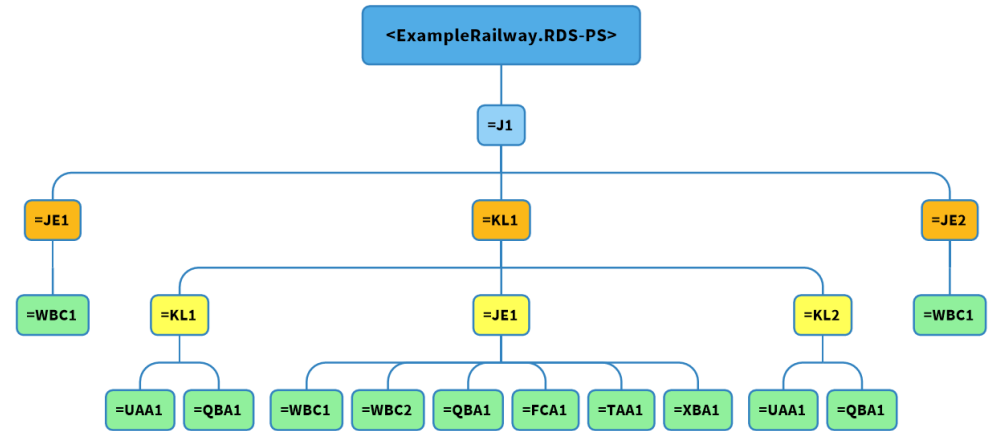 <ExampleRailway.RDS-PS>
=J1
=JE1
=KL1
=JE2
=WBC1
=KL1
=JE1
=KL2
=WBC1
=UAA1
=QBA1
=WBC1
=WBC2
=QBA1
=FCA1
=TAA1
=XBA1
=UAA1
=QBA1